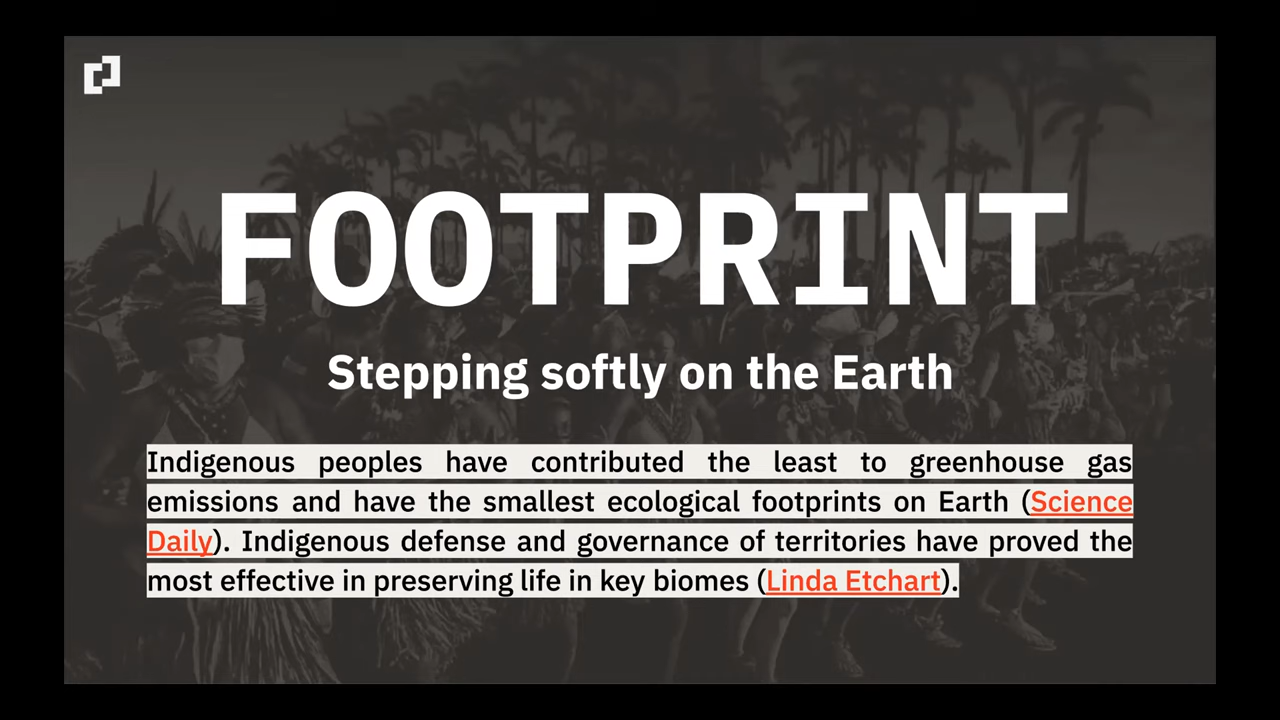 FOOTPRINT
Stepping softly on the Earth
Indigenous peoples have contributed the least to greenhouse gas
emissions and have the smallest ecological footprints on Earth (Science
Daily). Indigenous defense and governance of territories have proved the
most effective in preserving life in key biomes (Linda Etchart).